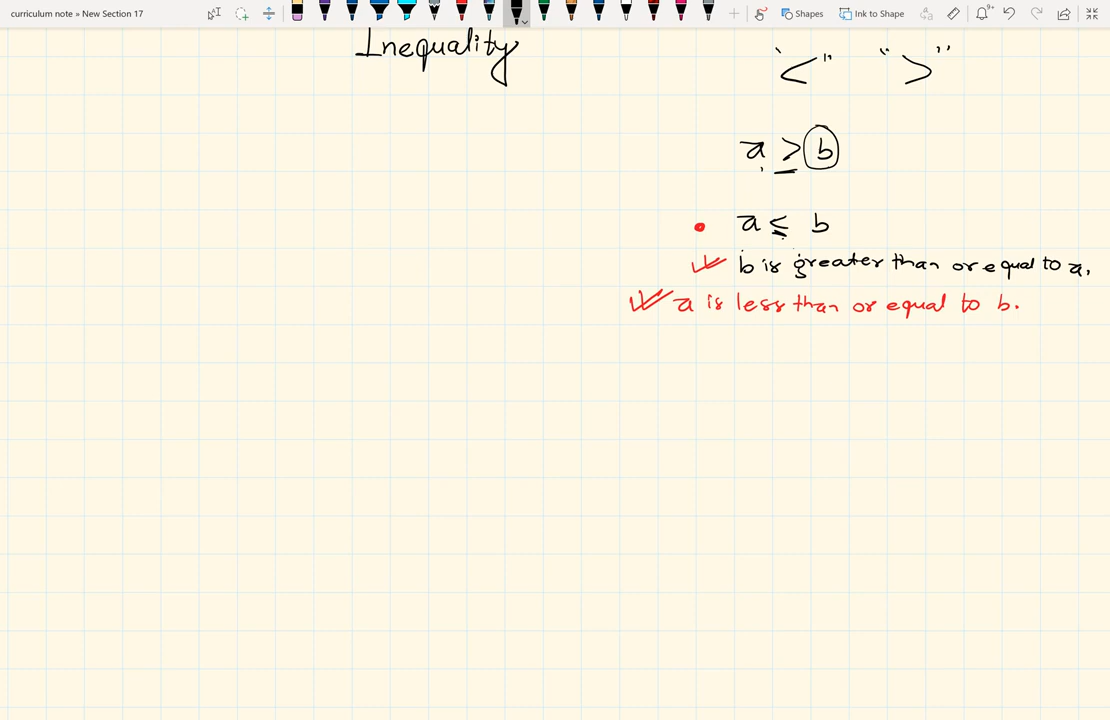 curriculum note » New Section 17
Shapes
Ink to Shape
9+
Inequality
‘<” “>”
a ≥ b
a ≤ b
b is greater than or equal to a.
a is less than or equal to b.